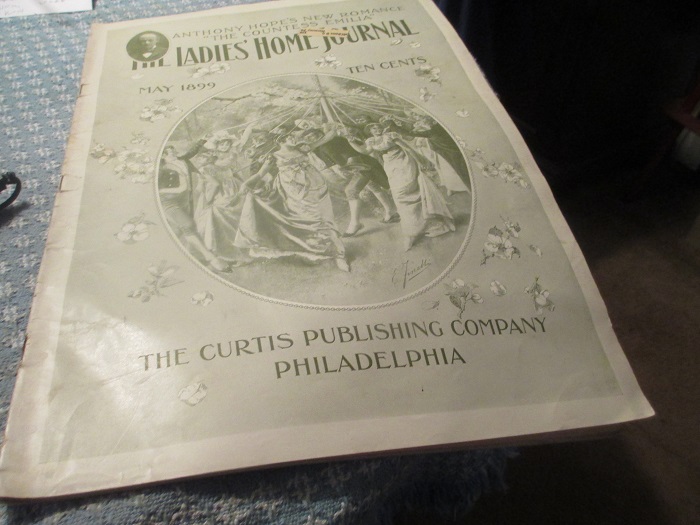 ANTHONY HOPE'S NEW ROMANCE
"THE COUNTESS EMILIA"
THE LADIES' HOME JOURNAL
MAY 1899
TEN CENTS
THE CURTIS PUBLISHING COMPANY
PHILADELPHIA